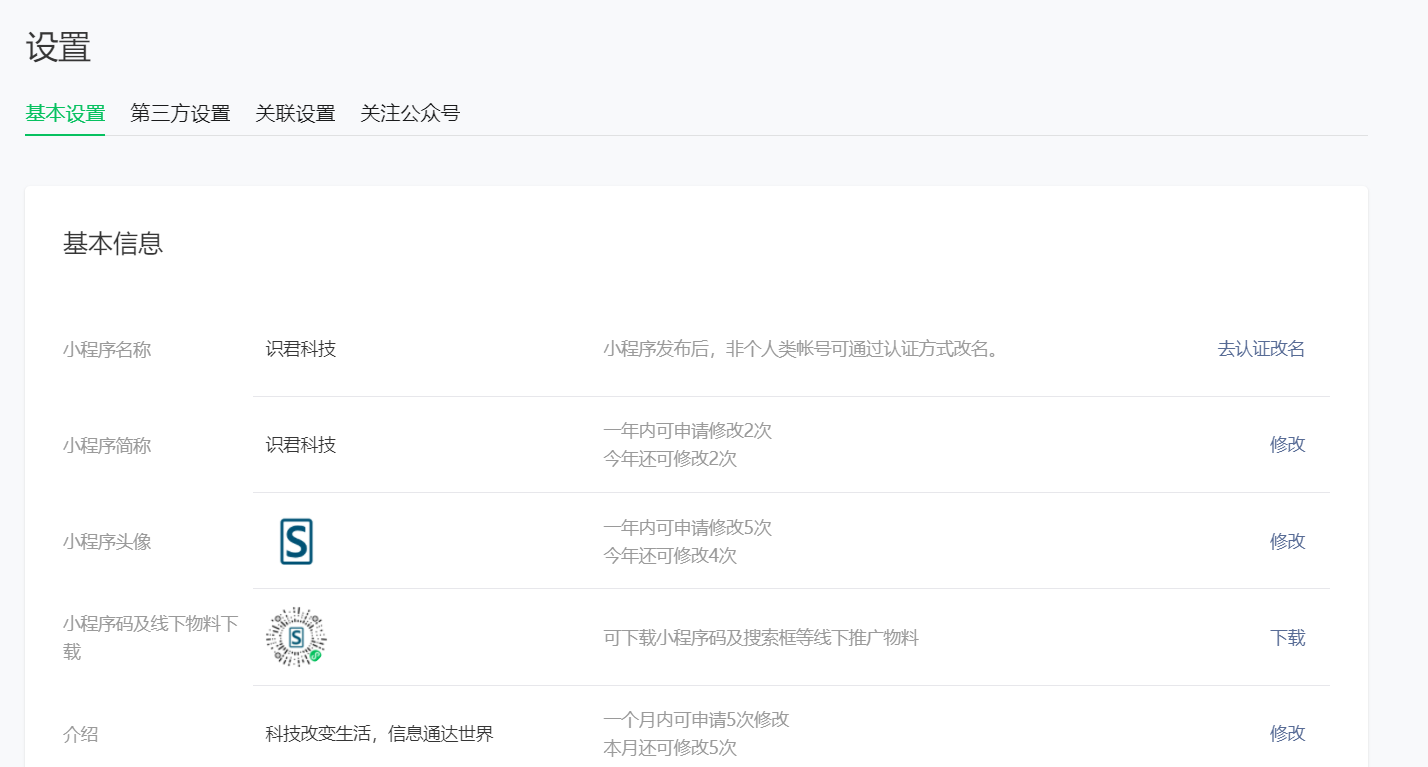 设置
基本设置 第三方设置 关联设置 关注公众号
基本信息
小程序名称 识君科技 小程序发布后，非个人类帐号可通过认证方式改名。 去认证改名
小程序简称 识君科技 一年内可申请修改2次
今年还可修改2次 修改
小程序头像 S 一年内可申请修改5次
今年还可修改4次 修改
小程序码及线下物料下
载 S 可下载小程序码及搜索框等线下推广物料 下载
介绍 科技改变生活，信息通达世界 一个月内可申请5次修改
本月还可修改5次 修改